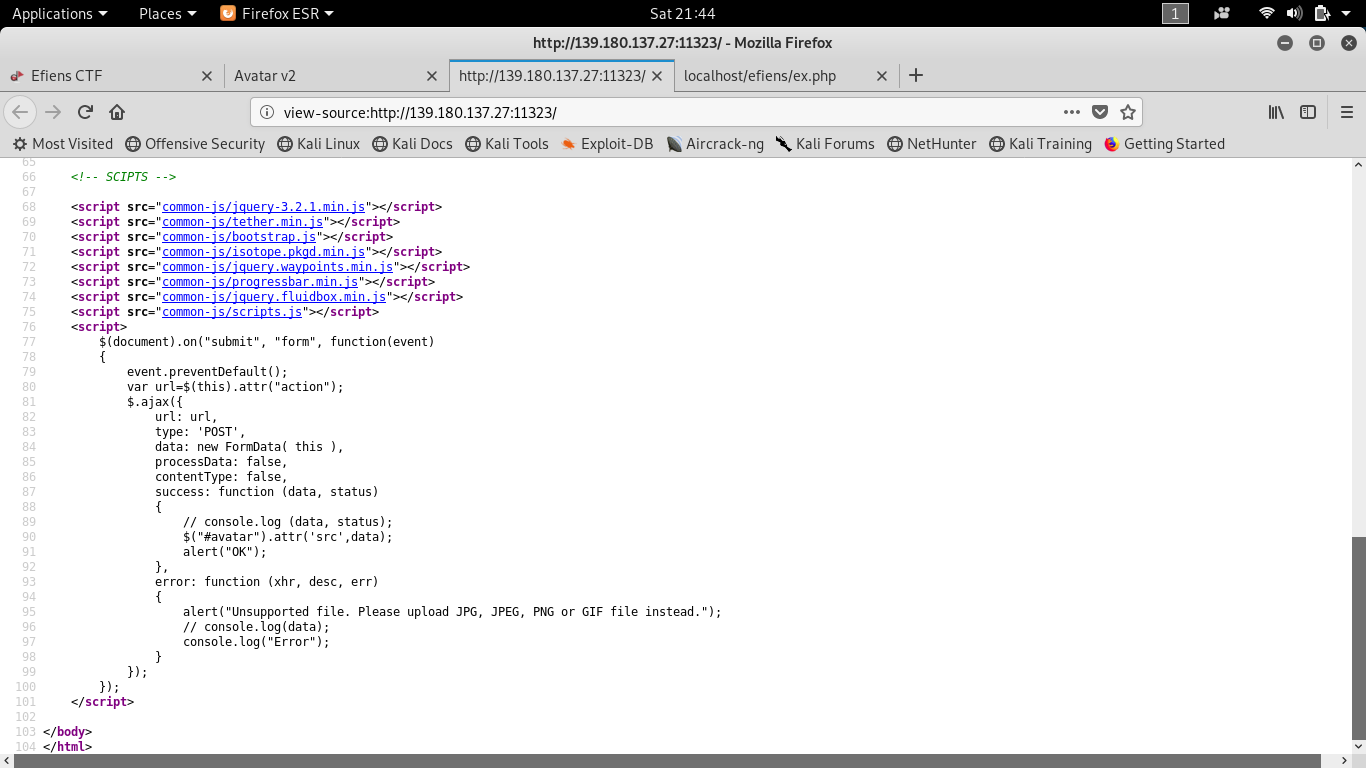 Applications Places Firefox ESR Sat 21:44 1
http://139.180.137.27:11323/ - Mozilla Firefox
Efiens CTF Avatar v2 http://139.180.137.27:11323/ localhost/efiens/ex.php
view-source:http://139.180.137.27:11323/
Most Visited Offensive Security Kali Linux Kali Docs Kali Tools Exploit-DB Aircrack-ng Kali Forums NetHunter Kali Training Getting Started
65
66 <!-- SCIPTS -->
67
68 <script src="common-js/jquery-3.2.1.min.js"></script>
69 <script src="common-js/tether.min.js"></script>
70 <script src="common-js/bootstrap.js"></script>
71 <script src="common-js/isotope.pkgd.min.js"></script>
72 <script src="common-js/jquery.waypoints.min.js"></script>
73 <script src="common-js/progressbar.min.js"></script>
74 <script src="common-js/jquery.fluidbox.min.js"></script>
75 <script src="common-js/scripts.js"></script>
76 <script>
77 $(document).on("submit", "form", function(event)
78 {
79 event.preventDefault();
80 var url=$(this).attr("action");
81 $.ajax({
82 url: url,
83 type: 'POST',
84 data: new FormData( this ),
85 processData: false,
86 contentType: false,
87 success: function (data, status)
88 {
89 // console.log (data, status);
90 $("#avatar").attr('src',data);
91 alert("OK");
92 },
93 error: function (xhr, desc, err)
94 {
95 alert("Unsupported file. Please upload JPG, JPEG, PNG or GIF file instead.");
96 // console.log(data);
97 console.log("Error");
98 }
99 });
100 });
101 </script>
102
103 </body>
104 </html>